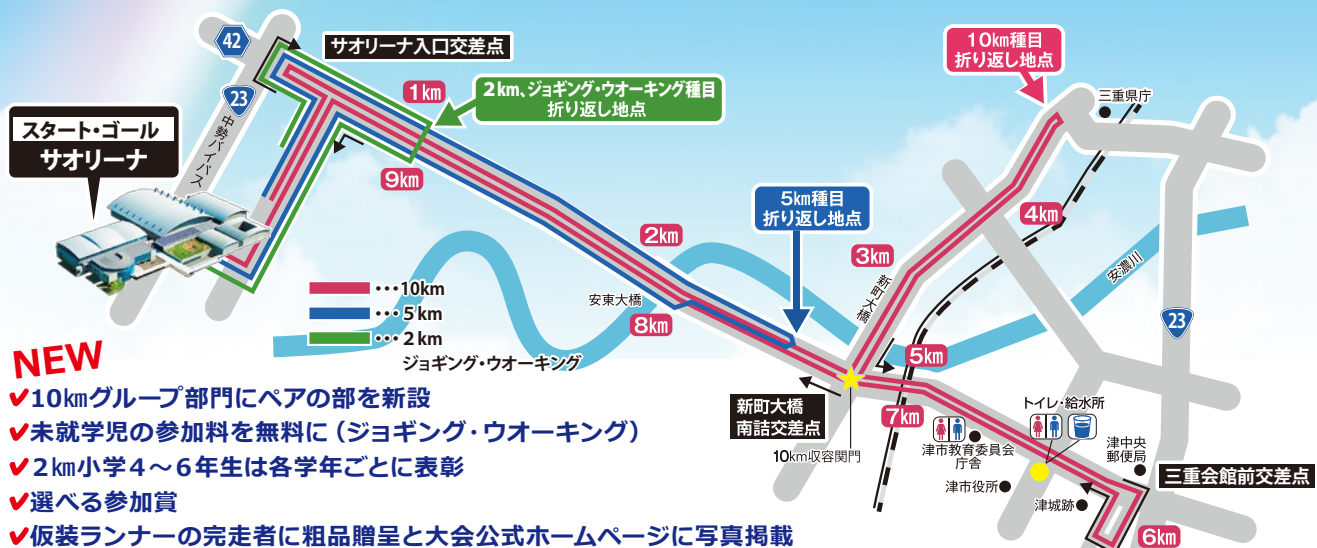 42
サオリーナ入口交差点
1km
2km、ジョギング・ウオーキング種目
折り返し地点
10km種目
折り返し地点
三重県庁
23
中勢バイパス
スタート・ゴール
サオリーナ
9km
5km種目
折り返し地点
4km
2km
3km
新町大橋
安濃川
・・・10km
・・・5km
・・・2km
ジョギング・ウオーキング
安東大橋
8km
5km
23
NEW
✔10kmグループ部門にペアの部を新設
✔未就学児の参加料を無料に（ジョギング・ウオーキング）
✔2km小学4～6年生は各学年ごとに表彰
✔選べる参加賞
✔仮装ランナーの完走者に粗品贈呈と大会公式ホームページに写真掲載
新町大橋
南詰交差点
10km収容関門
7km
トイレ・給水所
津市教育委員会
庁舎
津市役所
津城跡
津中央
郵便局
三重会館前交差点
6km